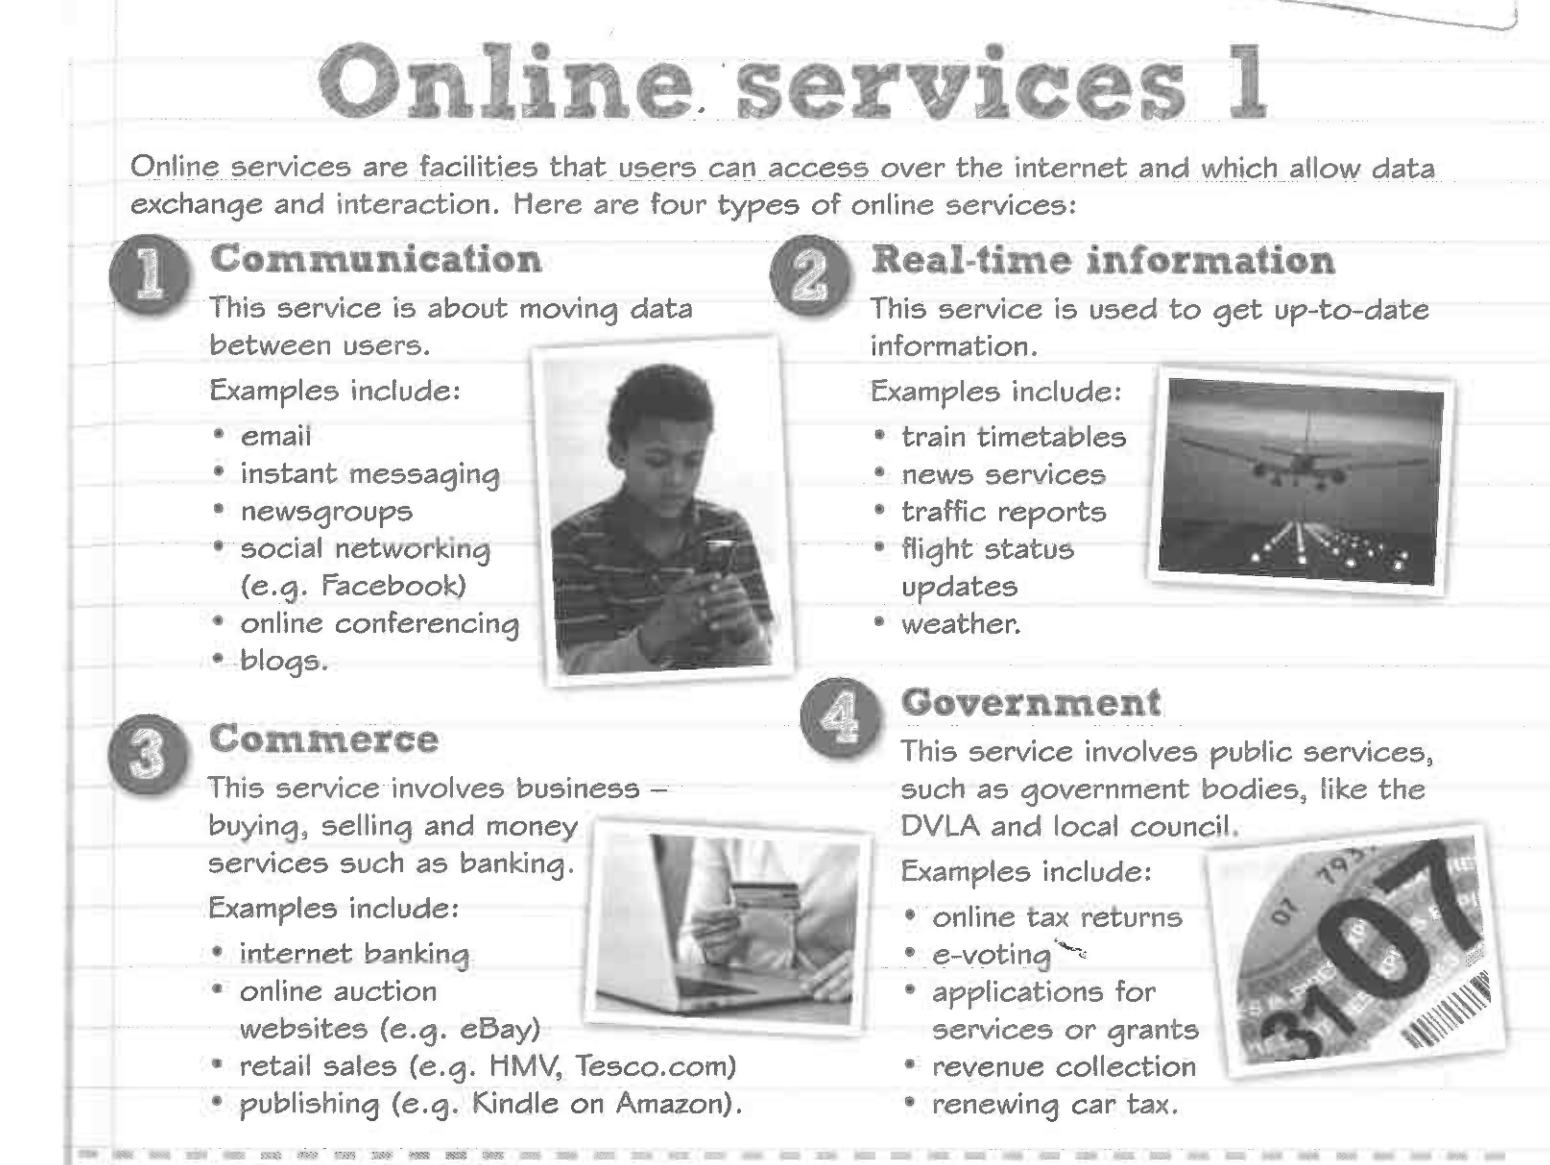 Online services 1
Online services are facilities that users can access over the internet and which allow data
exchange and interaction. Here are four types of online services:
1
Communication
This service is about moving data
between users.
Examples include:
• email
• instant messaging
• newsgroups
• social networking
(e.g. Facebook)
• online conferencing
• blogs.
2
Real-time information
This service is used to get up-to-date
information.
Examples include:
• train timetables
• news services
• traffic reports
• flight status
updates
• weather.
3
Commerce
This service involves business –
buying, selling and money
services such as banking.
Examples include:
• internet banking
• online auction
websites (e.g. eBay)
• retail sales (e.g. HMV, Tesco.com)
• publishing (e.g. Kindle on Amazon).
4
Government
This service involves public services,
such as government bodies, like the
DVLA and local council.
Examples include:
• online tax returns
• e-voting
• applications for
services or grants
• revenue collection
• renewing car tax.
07
3107